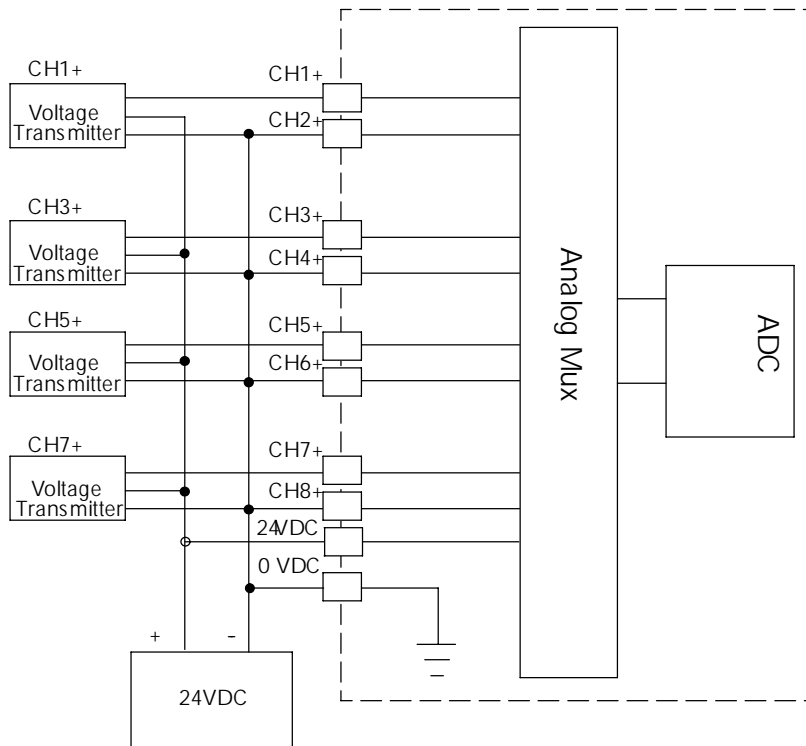 CH1+
Voltage
Transmitter
CH1+
CH2+
CH3+
Voltage
Transmitter
CH3+
CH4+
CH5+
Voltage
Transmitter
CH5+
CH6+
CH7+
Voltage
Transmitter
CH7+
CH8+
24VDC
0 VDC
+
-
24VDC
Analog Mux
ADC